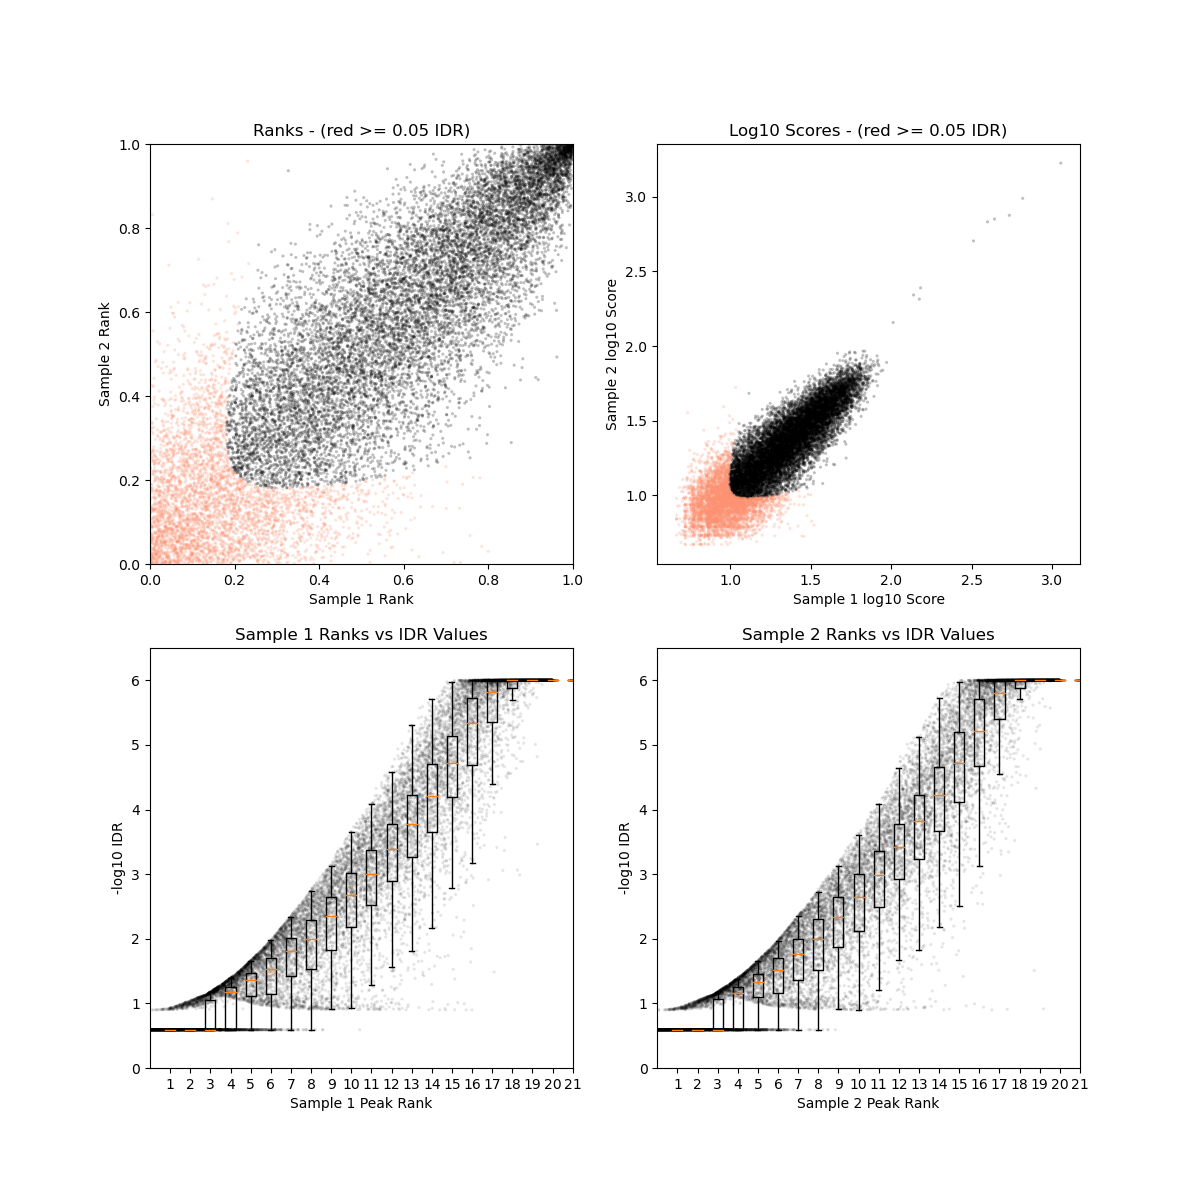 Ranks - (red >= 0.05 IDR)
1.0
0.8
0.6
0.4
0.2
0.0
Sample 2 Rank
0.0 0.2 0.4 0.6 0.8 1.0
Sample 1 Rank
Log10 Scores - (red >= 0.05 IDR)
3.0
2.5
2.0
1.5
1.0
Sample 2 log10 Score
1.0 1.5 2.0 2.5 3.0
Sample 1 log10 Score
Sample 1 Ranks vs IDR Values
6
5
4
3
2
1
0
-log10 IDR
1 2 3 4 5 6 7 8 9 10 11 12 13 14 15 16 17 18 19 20 21
Sample 1 Peak Rank
Sample 2 Ranks vs IDR Values
6
5
4
3
2
1
0
-log10 IDR
1 2 3 4 5 6 7 8 9 10 11 12 13 14 15 16 17 18 19 20 21
Sample 2 Peak Rank